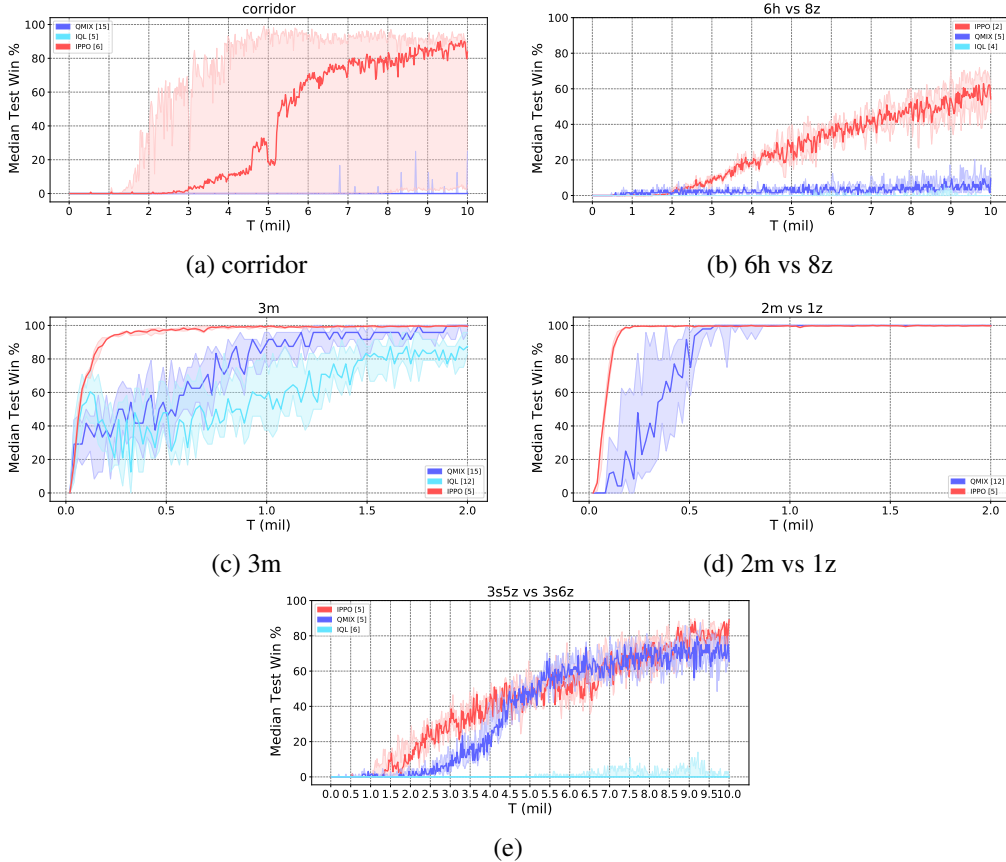 corridor
Median Test Win %
100
80
60
40
20
0
QMIX [15]
IQL [5]
IPPO [6]
0 1 2 3 4 5 6 7 8 9 10
T (mil)
(a) corridor
6h vs 8z
Median Test Win %
100
80
60
40
20
0
IPPO [2]
QMIX [5]
IQL [4]
0 1 2 3 4 5 6 7 8 9 10
T (mil)
(b) 6h vs 8z
3m
Median Test Win %
100
80
60
40
20
0
QMIX [15]
IQL [12]
IPPO [5]
0.0 0.5 1.0 1.5 2.0
T (mil)
(c) 3m
2m vs 1z
Median Test Win %
100
80
60
40
20
0
QMIX [12]
IPPO [5]
0.0 0.5 1.0 1.5 2.0
T (mil)
(d) 2m vs 1z
3s5z vs 3s6z
Median Test Win %
100
80
60
40
20
0
IPPO [5]
QMIX [5]
IQL [6]
0.0 0.5 1.0 1.5 2.0 2.5 3.0 3.5 4.0 4.5 5.0 5.5 6.0 6.5 7.0 7.5 8.0 8.5 9.0 9.5 10.0
T (mil)
(e)